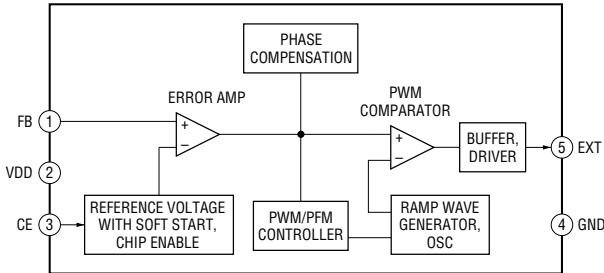 PHASE
COMPENSATION
ERROR AMP
PWM
COMPARATOR
FB 1
+
−
+
−
BUFFER,
DRIVER
5 EXT
VDD 2
CE 3
REFERENCE VOLTAGE
WITH SOFT START,
CHIP ENABLE
PWM/PFM
CONTROLLER
RAMP WAVE
GENERATOR,
OSC
4 GND